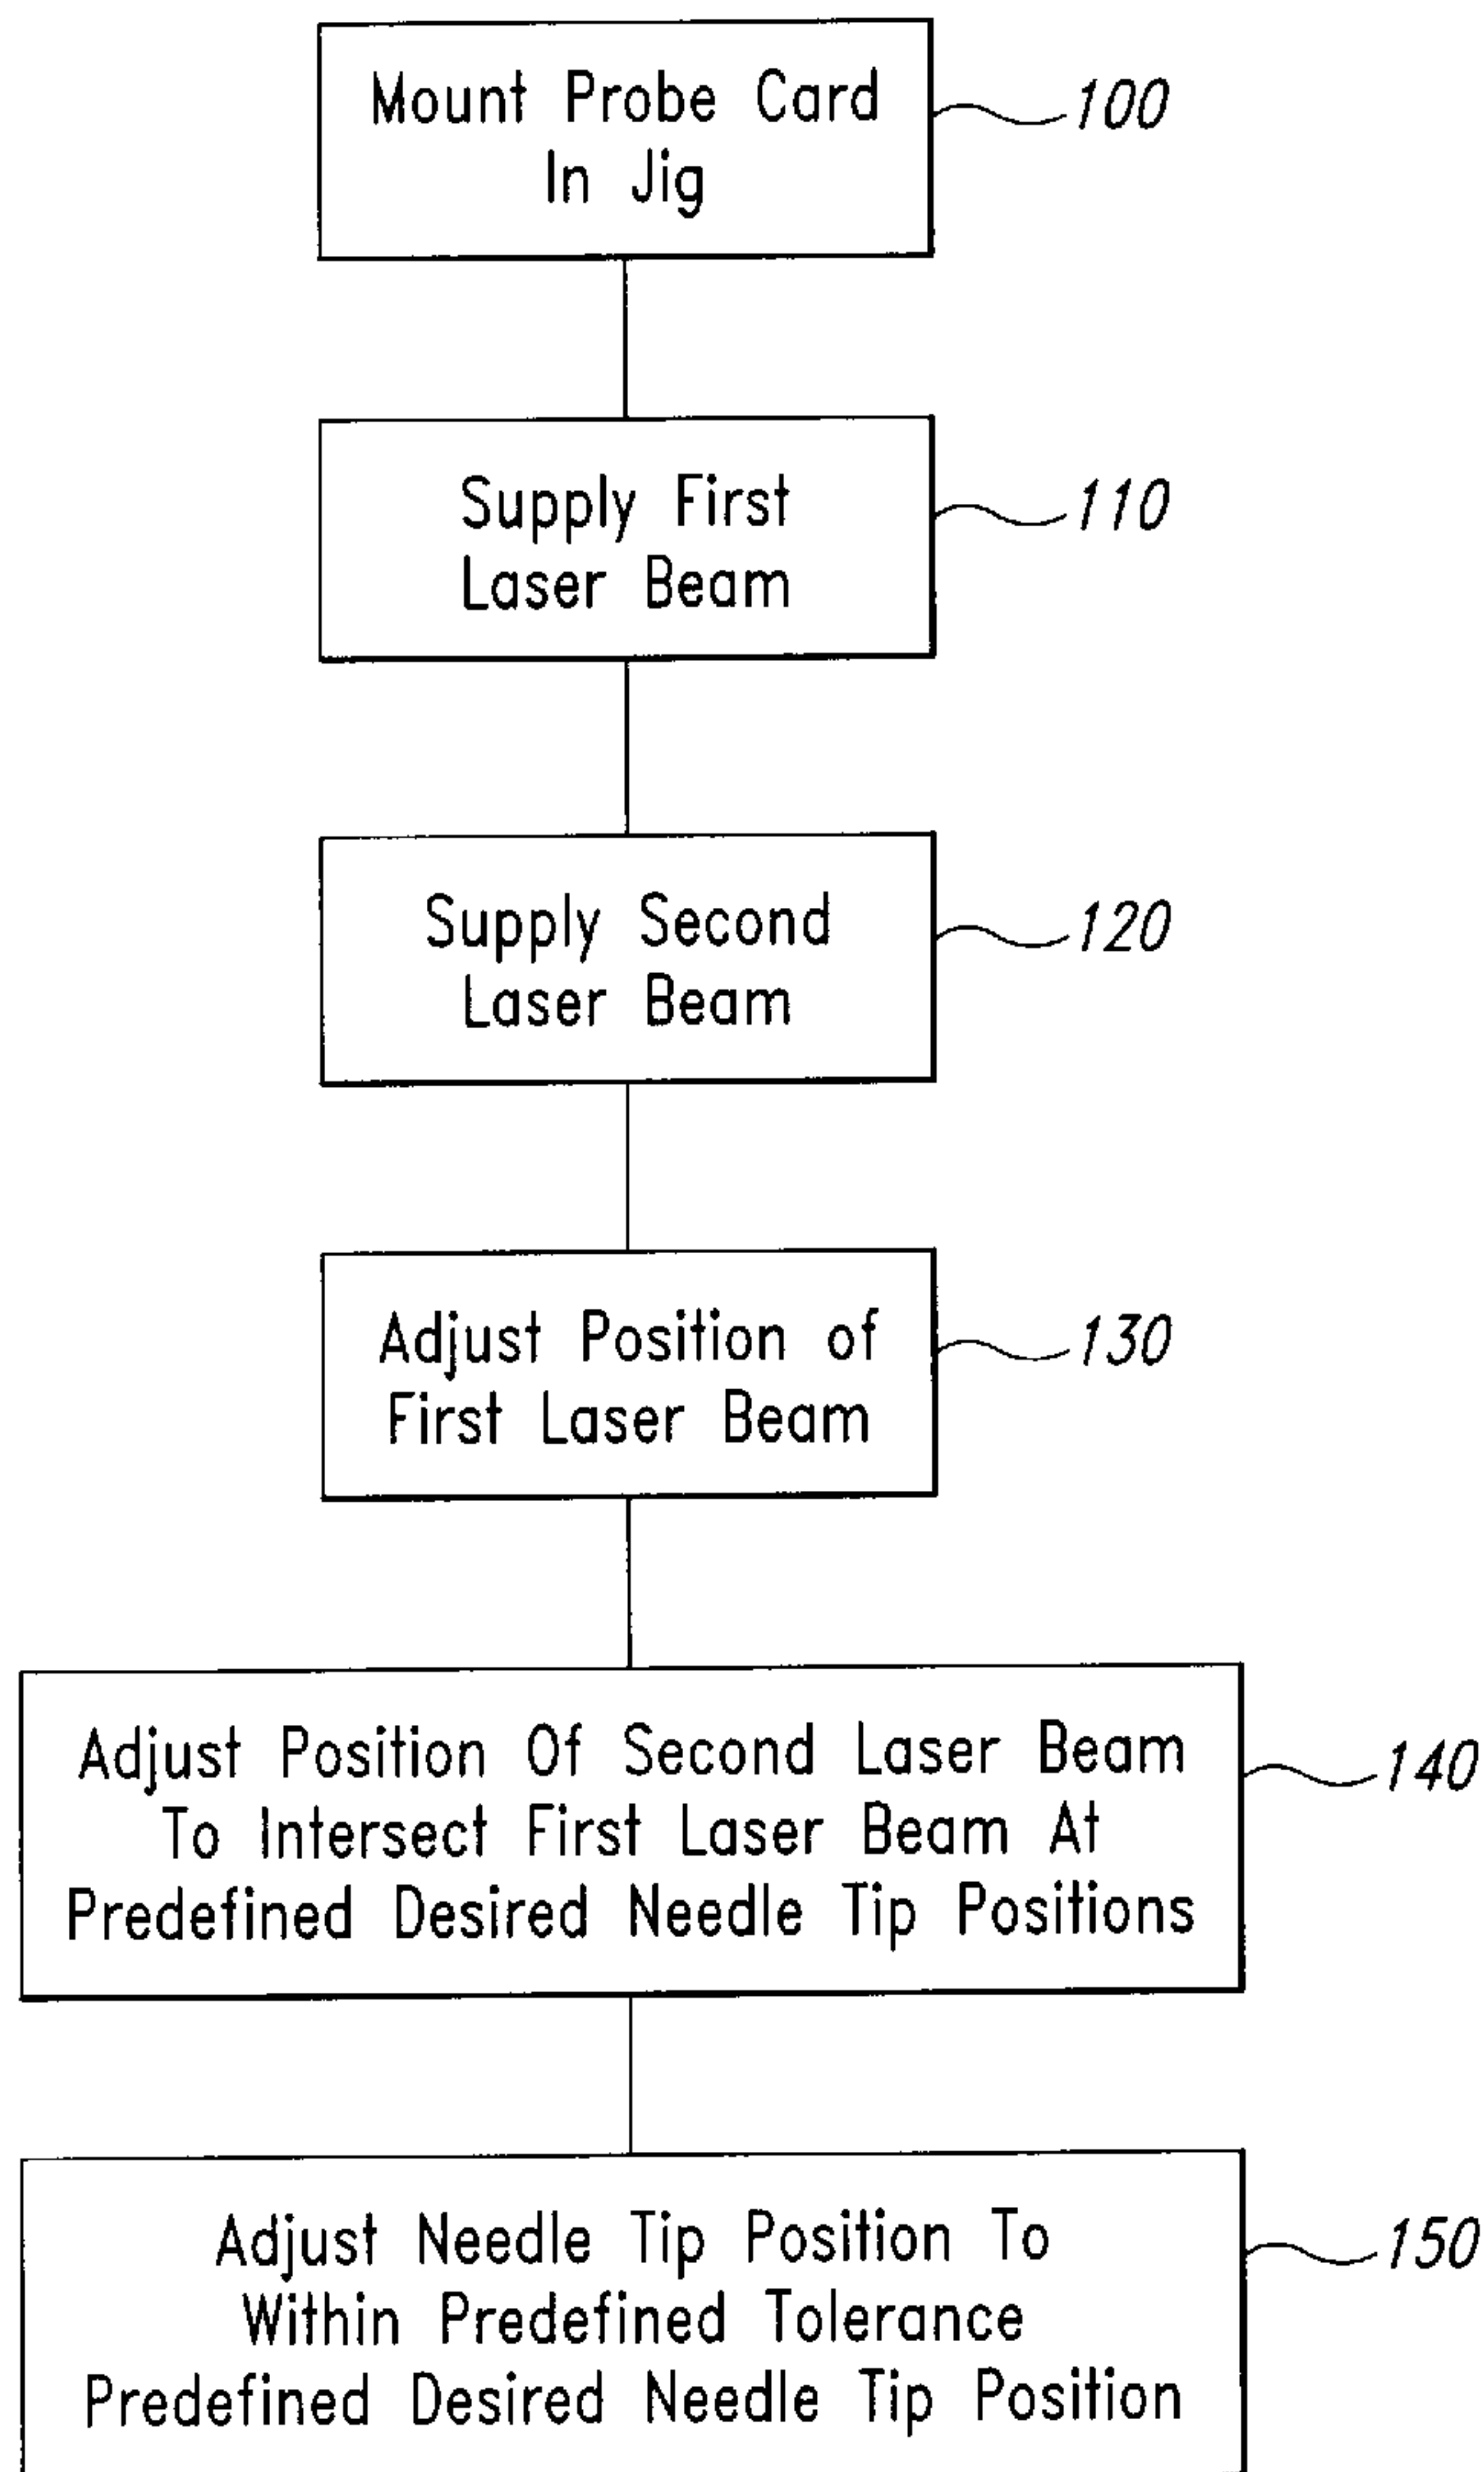 Mount Probe Card
In Jig
100
Supply First
Laser Beam
110
Supply Second
Laser Beam
120
Adjust Position of
First Laser Beam
130
Adjust Position Of Second Laser Beam
To Intersect First Laser Beam At
Predefined Desired Needle Tip Positions
140
Adjust Needle Tip Position To
Within Predefined Tolerance
Predefined Desired Needle Tip Position
150